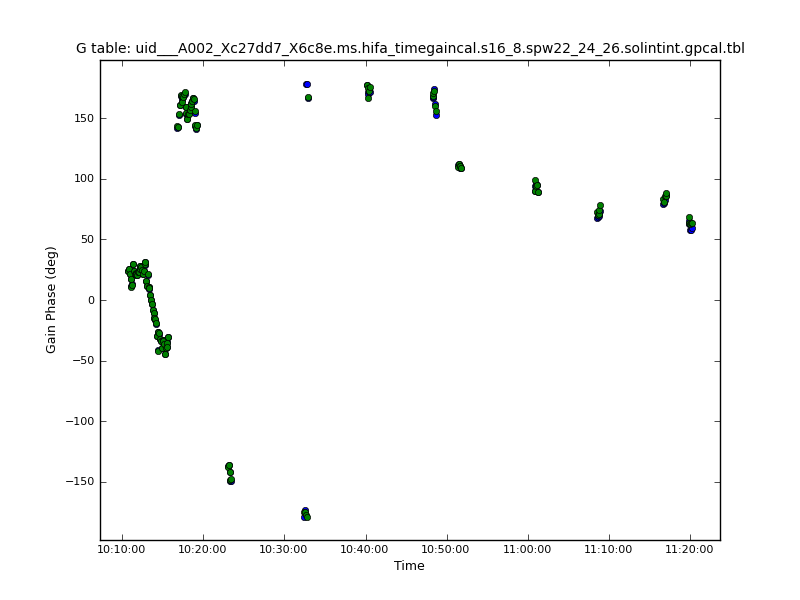 G table: uid___A002_Xc27dd7_X6c8e.ms.hifa_timegaincal.s16_8.spw22_24_26.solintint.gpcal.tbl
150
100
50
0
−50
−100
−150
Gain Phase (deg)
10:10:00 10:20:00 10:30:00 10:40:00 10:50:00 11:00:00 11:10:00 11:20:00
Time